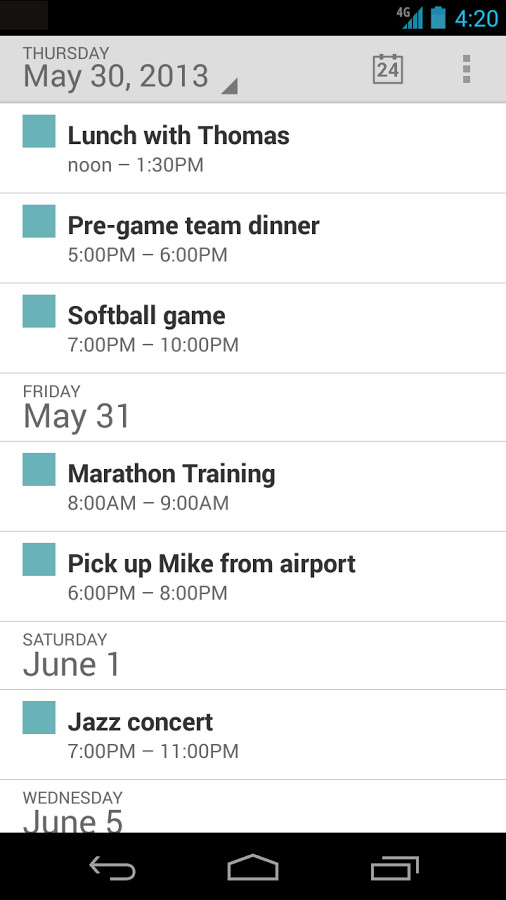 4G 4:20
THURSDAY
May 30, 2013
24
Lunch with Thomas
noon – 1:30PM
Pre-game team dinner
5:00PM – 6:00PM
Softball game
7:00PM – 10:00PM
FRIDAY
May 31
Marathon Training
8:00AM – 9:00AM
Pick up Mike from airport
6:00PM – 8:00PM
SATURDAY
June 1
Jazz concert
7:00PM – 11:00PM
WEDNESDAY
June 5